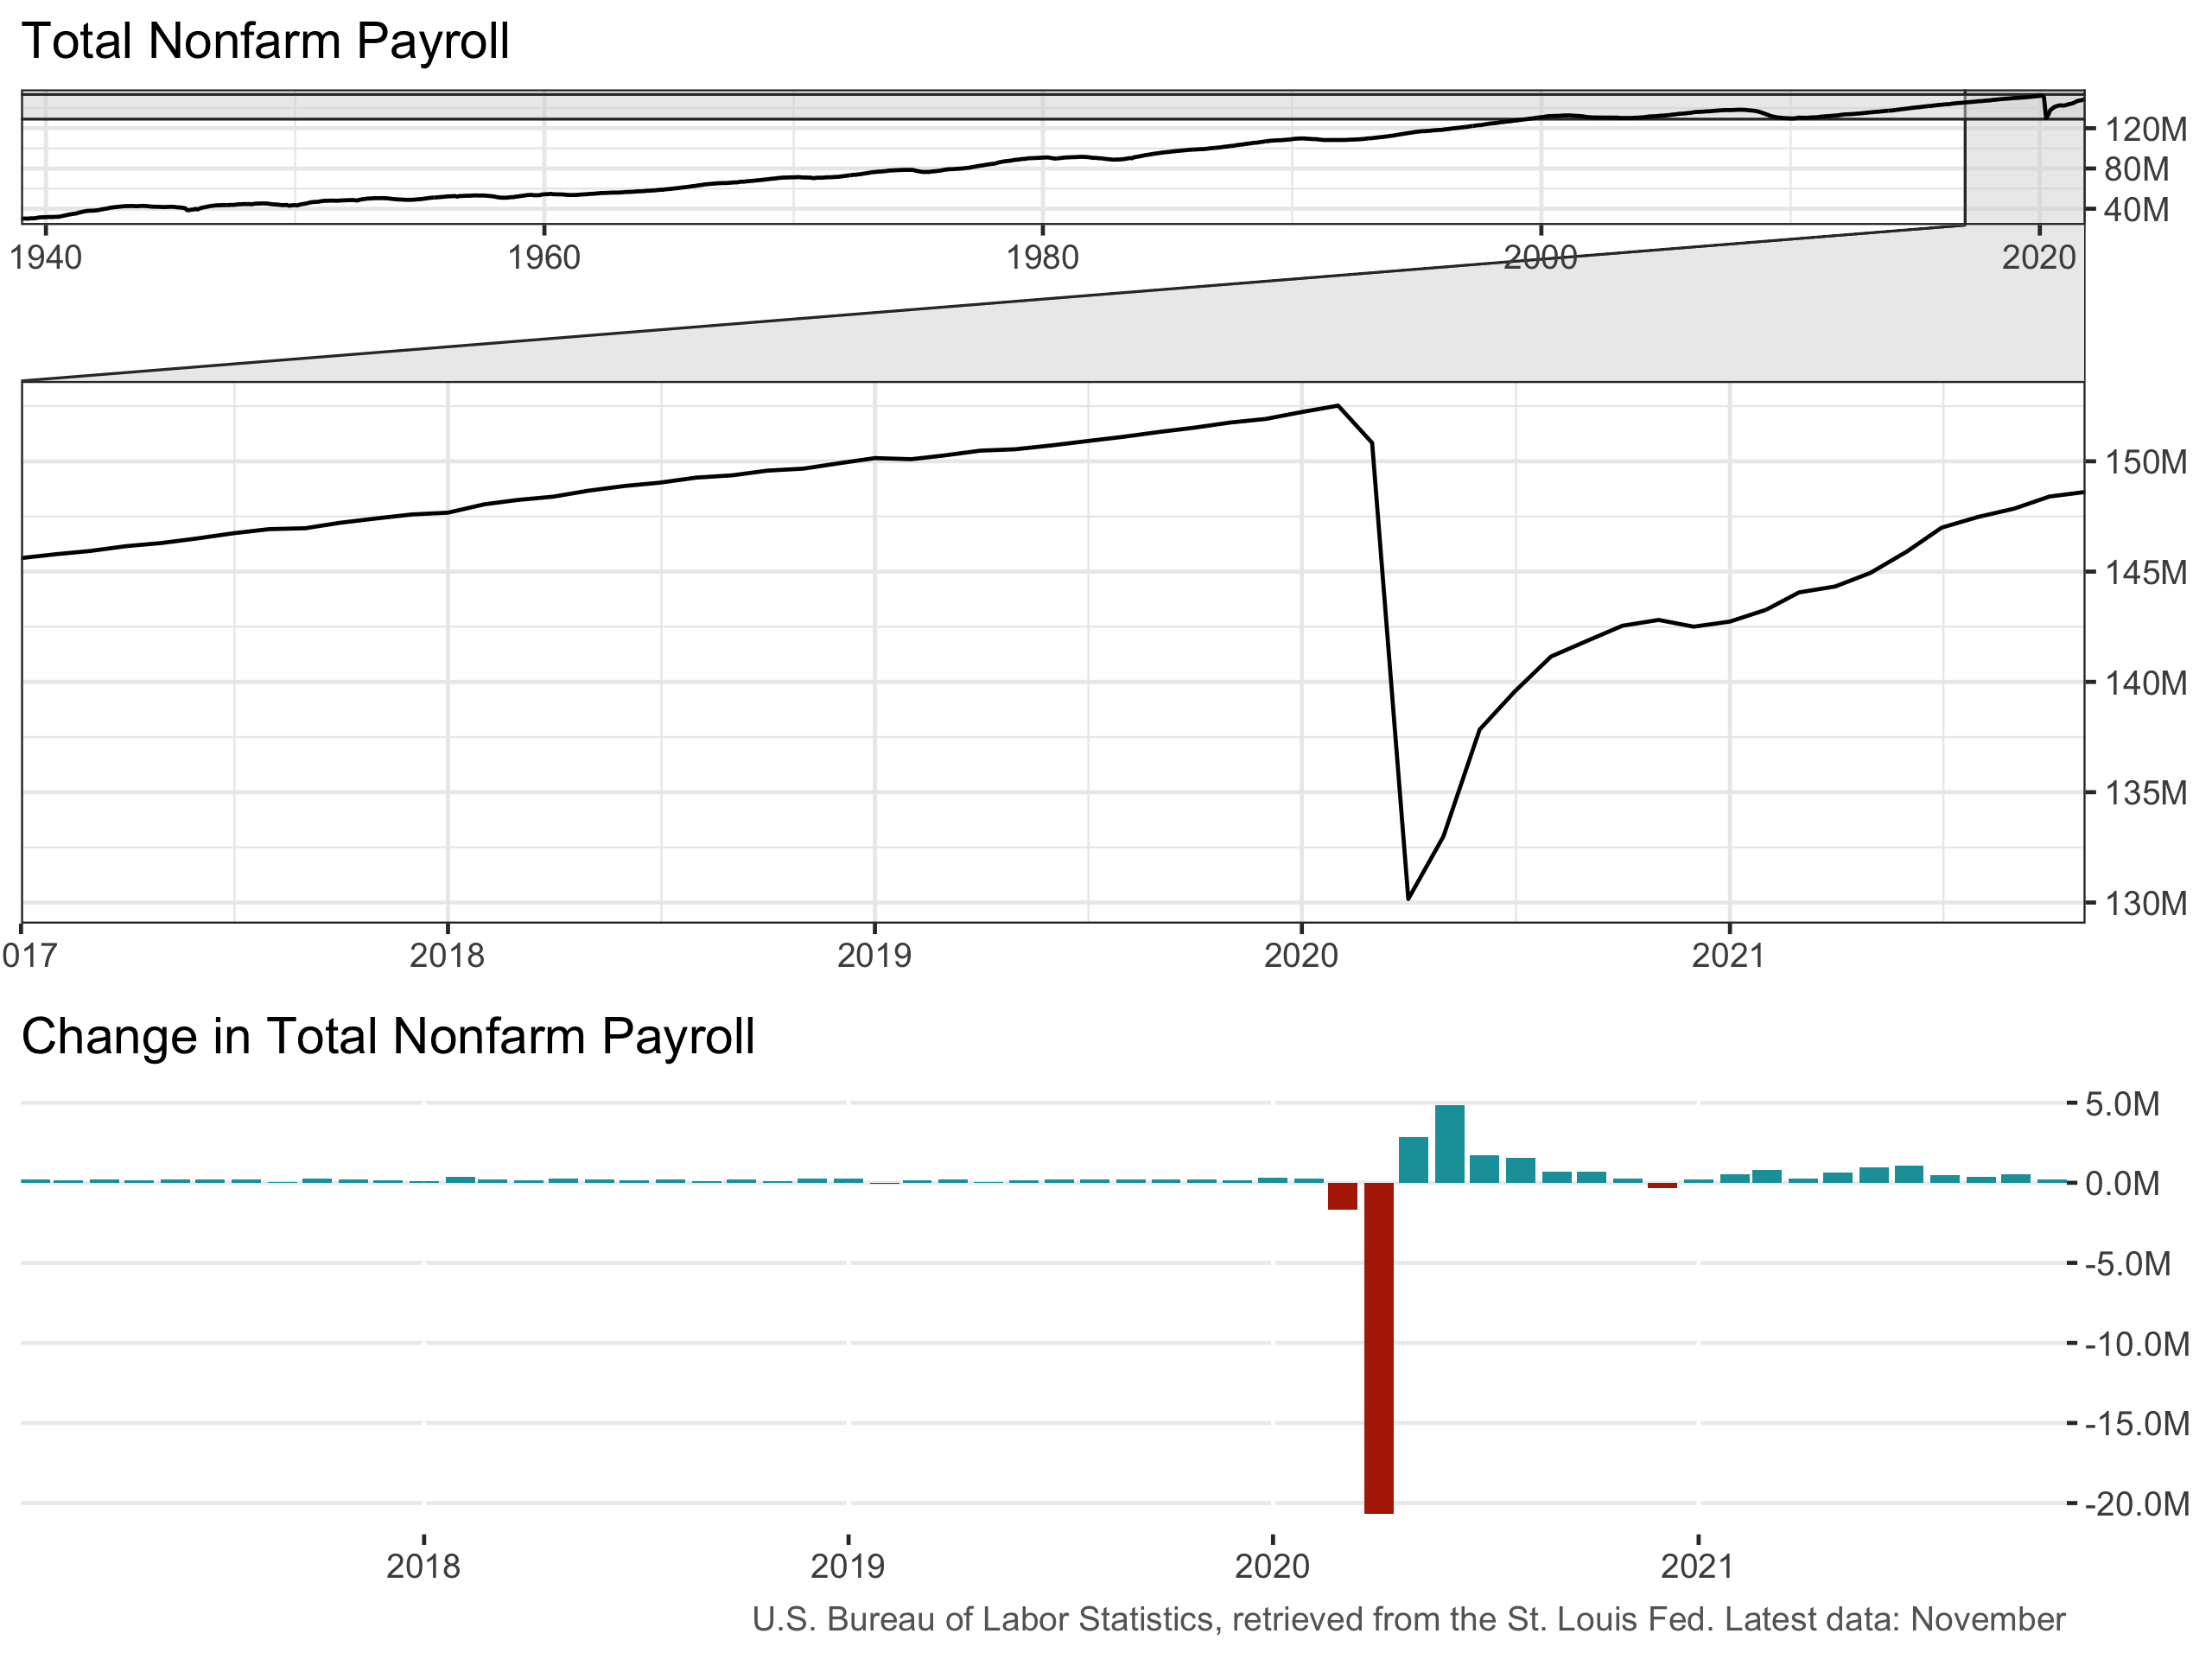 Total Nonfarm Payroll
120M
80M
40M
1940 1960 1980 2000 2020
150M
145M
140M
135M
130M
017 2018 2019 2020 2021
Change in Total Nonfarm Payroll
5.0M
0.0M
-5.0M
-10.0M
-15.0M
-20.0M
2018 2019 2020 2021
U.S. Bureau of Labor Statistics, retrieved from the St. Louis Fed. Latest data: November